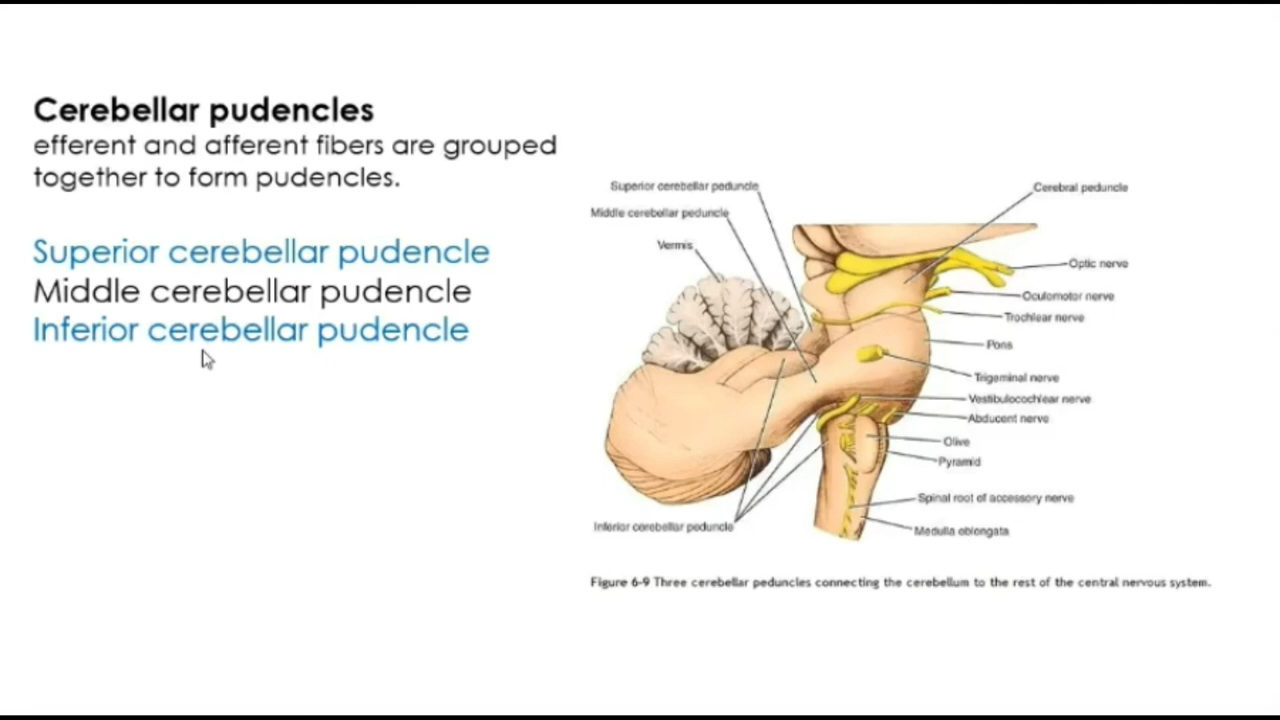 Cerebellar pudencles
efferent and afferent fibers are grouped
together to form pudencles.
Superior cerebellar pudencle
Middle cerebellar pudencle
Inferior cerebellar pudencle
Superior cerebellar peduncle
Middle cerebellar peduncle
Vermis
Cerebral peduncle
Optic nerve
Oculomotor nerve
Trochlear nerve
Pons
Trigeminal nerve
Vestibulocochlear nerve
Abducent nerve
Olive
Pyramid
Spinal root of accessory nerve
Medulla oblongata
Inferior cerebellar peduncle
Figure 6-9 Three cerebellar peduncles connecting the cerebellum to the rest of the central nervous system.